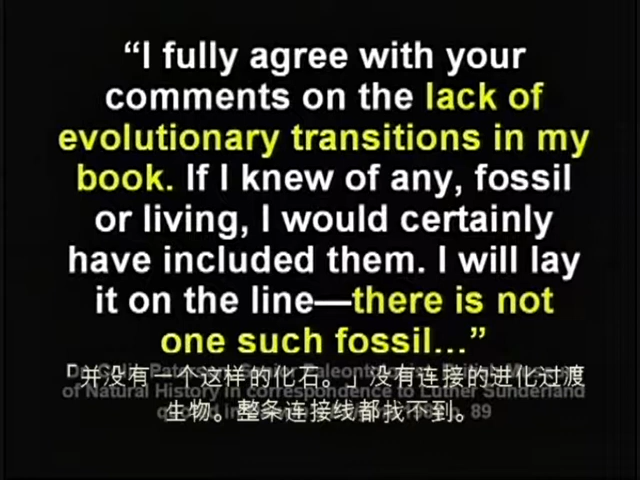 “I fully agree with your
comments on the lack of
evolutionary transitions in my
book. If I knew of any, fossil
or living, I would certainly
have included them. I will lay
it on the line—there is not
one such fossil…”
并没有一个这样的化石。」没有连接的进化过渡
of Natural History in correspondence to Luther Sunderland
生物。整条连接线都找不到。
89